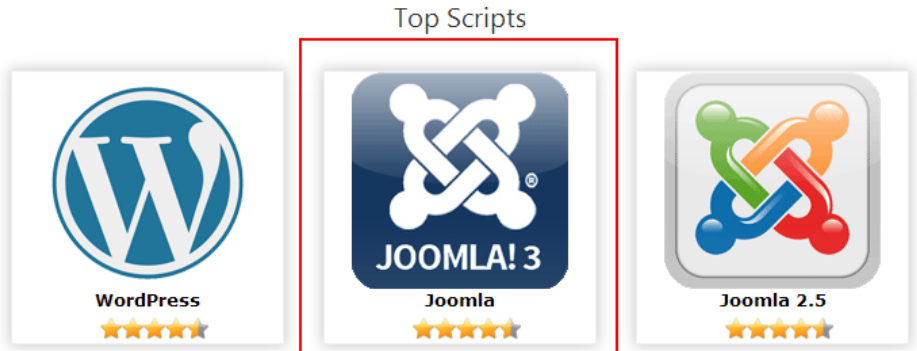 Top Scripts
W
JOOMLA! 3
®
WordPress
Joomla
Joomla 2.5